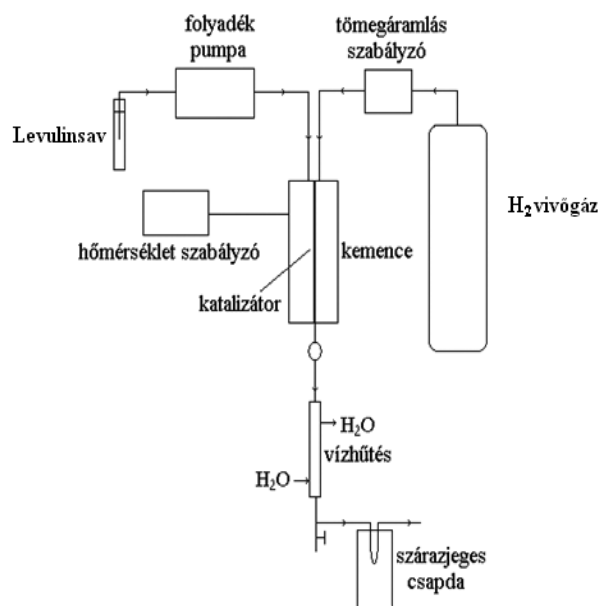 folyadék
pumpa
tömegáramlás
szabályzó
Levulinsav
H2 vivőgáz
hőmérséklet szabályzó
kemence
katalizátor
H2O
vízhűtés
H2O
szárazjeges
csapda